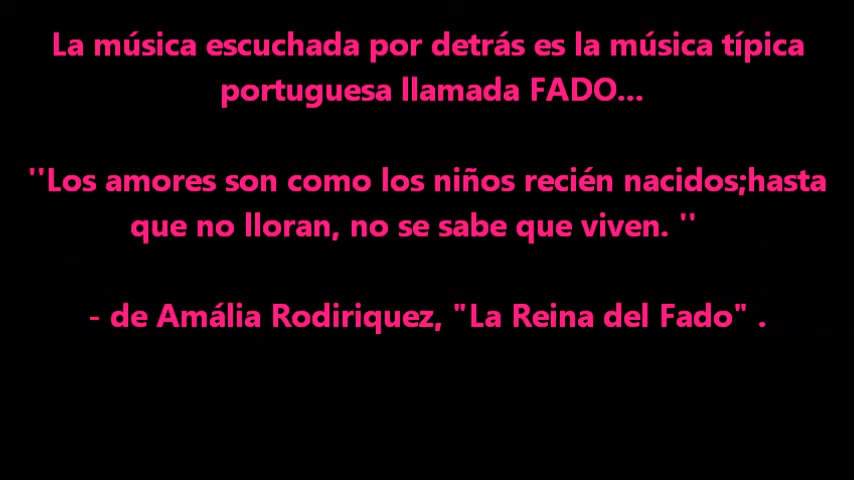 La música escuchada por detrás es la música típica
portuguesa llamada FADO...
''Los amores son como los niños recién nacidos;hasta
que no lloran, no se sabe que viven. ''
- de Amália Rodiriquez, "La Reina del Fado" .